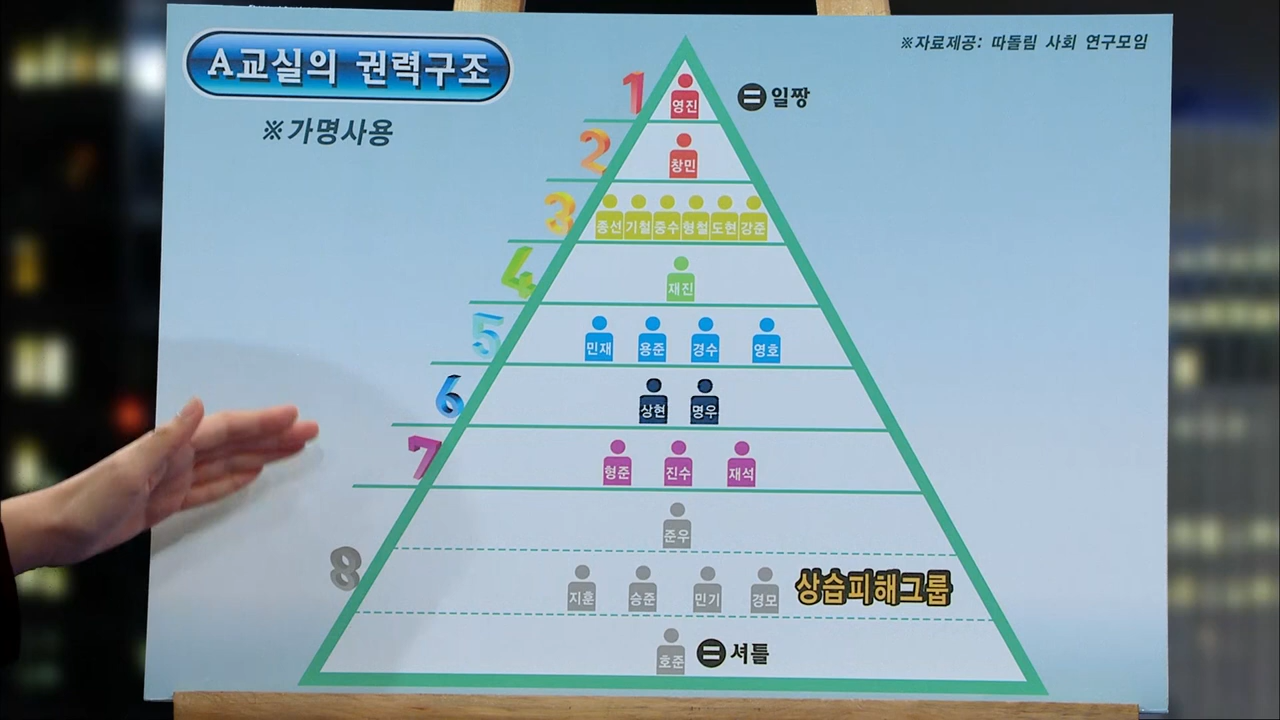 A교실의 권력구조
※자료제공: 따돌림 사회 연구모임
※가명사용
1 영진 = 일짱
2 창민
3 종선 기철 중수 형철 도현 강준
4 재진
5 민재 용준 경수 영호
6 상현 명우
7 형준 진수 재석
준우
8 지훈 승준 민기 경모 상습피해그룹
호준 = 셔틀